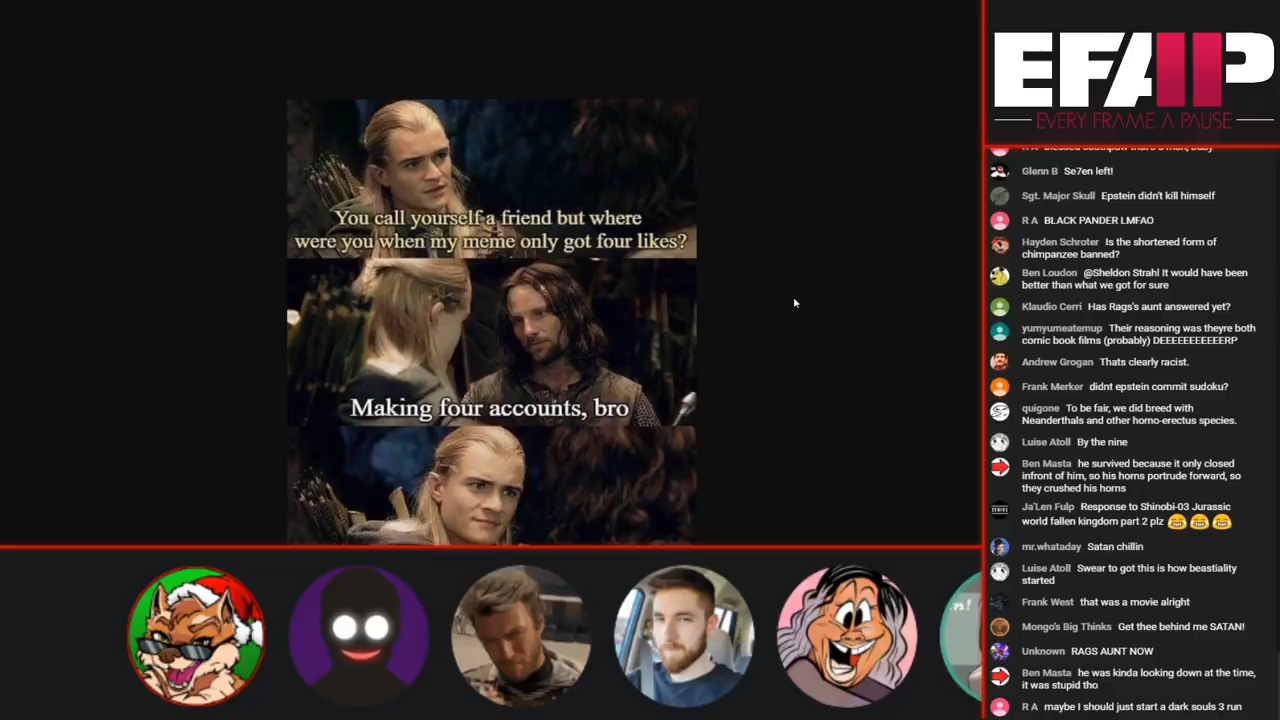 You call yourself a friend but where
were you when my meme only got four likes?
Making four accounts, bro
EFAP
EVERY FRAME A PAUSE
Glenn B Se7en left!
Sgt. Major Skull Epstein didn't kill himself
R A BLACK PANDER LMFAO
Hayden Schroter Is the shortened form of
chimpanzee banned?
Ben Loudon @Sheldon Strahl It would have been
better than what we got for sure
Klaudio Cerri Has Rags's aunt answered yet?
yumyumeatemup Their reasoning was theyre both
comic book films (probably) DEEEEEEEEEERP
Andrew Grogan Thats clearly racist.
Frank Merker didnt epstein commit sudoku?
quigone To be fair, we did breed with
Neanderthals and other homo-erectus species.
Luise Atoll By the nine
Ben Masta he survived because it only closed
infront of him, so his horns portrude forward, so
they crushed his horns
Ja'Len Fulp Response to Shinobi-03 Jurassic
world fallen kingdom part 2 plz 😂 😂 😂
mr.whataday Satan chillin
Luise Atoll Swear to got this is how beastiality
started
Frank West that was a movie alright
Mongo's Big Thinks Get thee behind me SATAN!
Unknown RAGS AUNT NOW
Ben Masta he was kinda looking down at the time,
it was stupid tho
R A maybe I should just start a dark souls 3 run